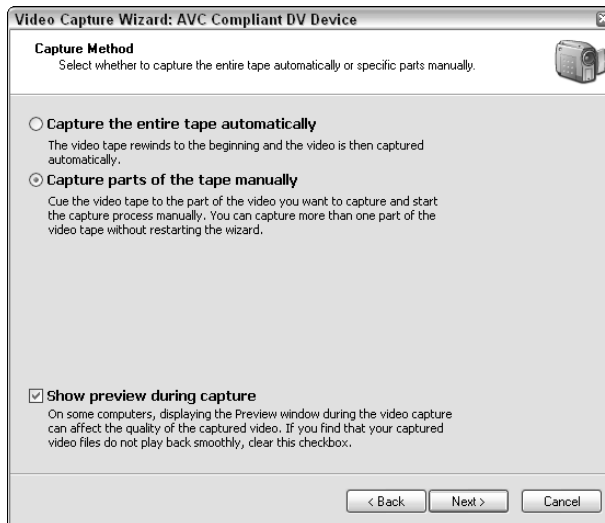 Video Capture Wizard: AVC Compliant DV Device
Capture Method
Select whether to capture the entire tape automatically or specific parts manually.
Capture the entire tape automatically
The video tape rewinds to the beginning and the video is then captured
automatically.
Capture parts of the tape manually
Cue the video tape to the part of the video you want to capture and start
the capture process manually. You can capture more than one part of the
video tape without restarting the wizard.
Show preview during capture
On some computers, displaying the Preview window during the video capture
can affect the quality of the captured video. If you find that your captured
video files do not play back smoothly, clear this checkbox.
< Back Next > Cancel